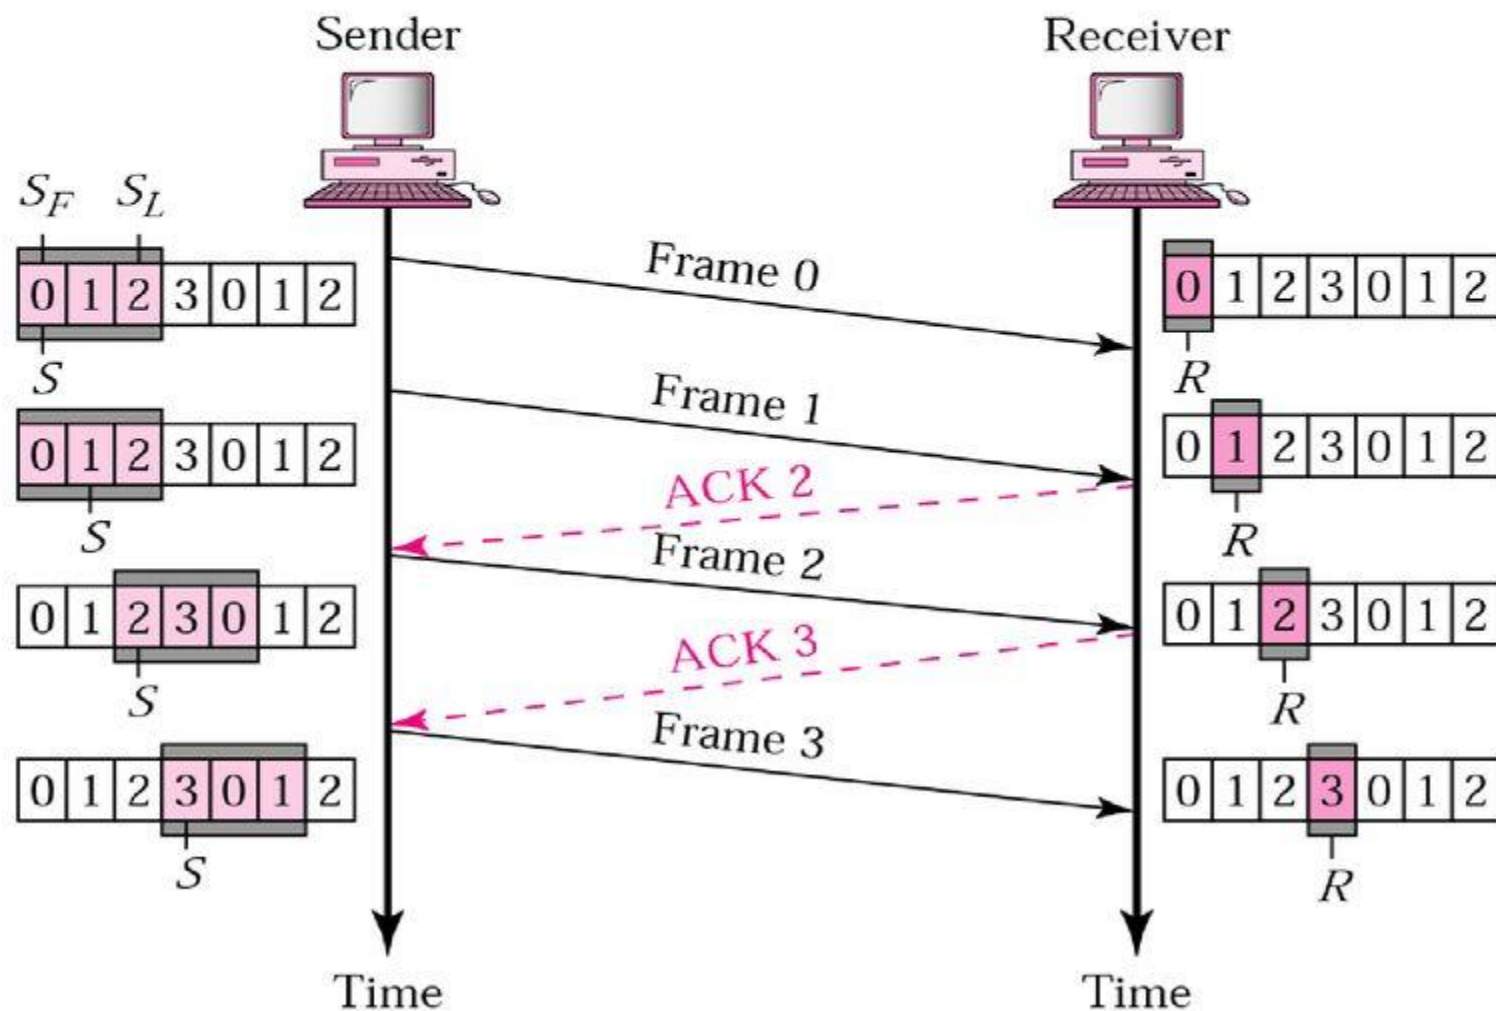 Sender Receiver
S_F S_L
Frame 0
0 1 2 3 0 1 2 0 1 2 3 0 1 2
S R
Frame 1
0 1 2 3 0 1 2 0 1 2 3 0 1 2
ACK 2
S R
Frame 2
0 1 2 3 0 1 2 0 1 2 3 0 1 2
ACK 3
S R
Frame 3
0 1 2 3 0 1 2 0 1 2 3 0 1 2
S R
Time Time